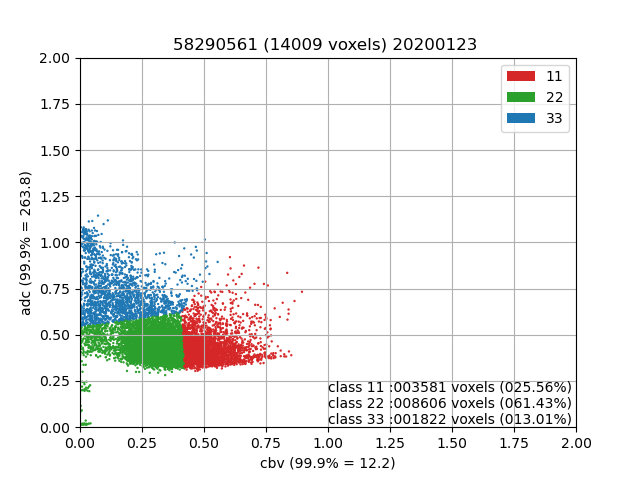 58290561 (14009 voxels) 20200123
2.00
1.75
1.50
1.25
1.00
0.75
0.50
0.25
0.00
adc (99.9% = 263.8)
11
22
33
class 11 :003581 voxels (025.56%)
class 22 :008606 voxels (061.43%)
class 33 :001822 voxels (013.01%)
0.00 0.25 0.50 0.75 1.00 1.25 1.50 1.75 2.00
cbv (99.9% = 12.2)